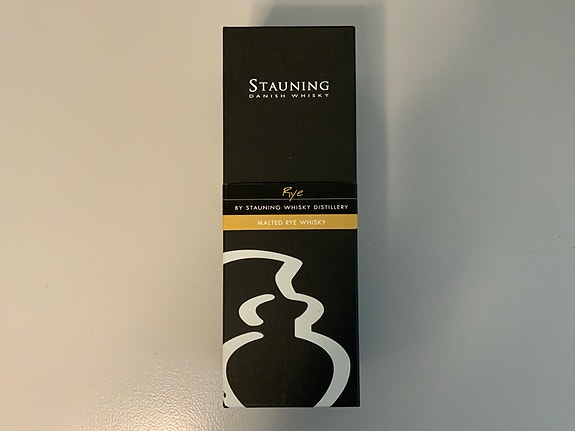 STAUNING
DANISH WHISKY
Rye
BY STAUNING WHISKY DISTILLERY
MALTED RYE WHISKY